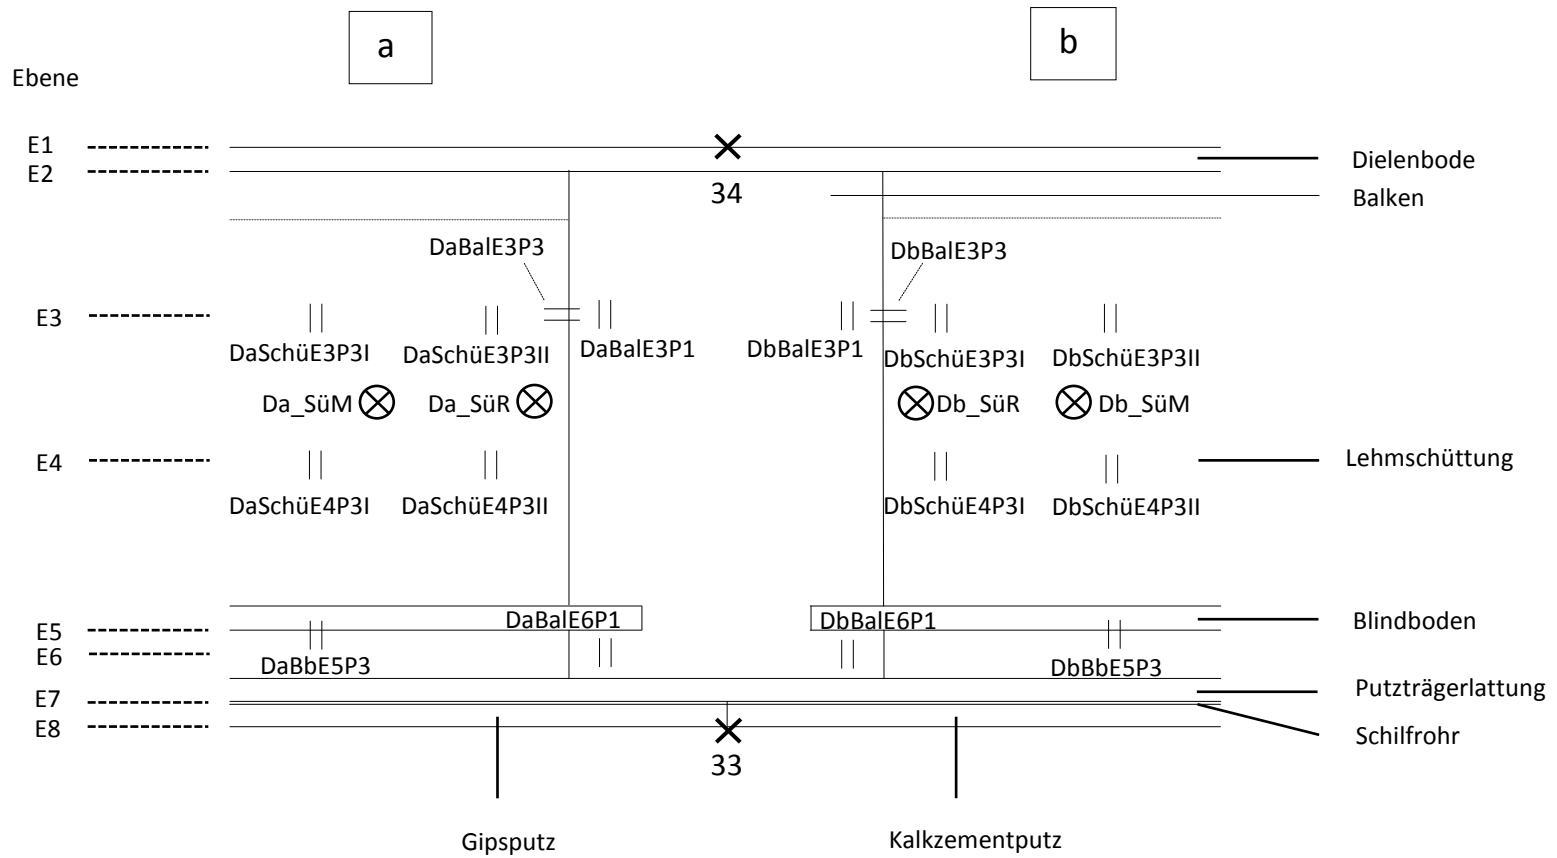 a
b
Ebene
E1
E2
Dielenbode
34
Balken
DaBalE3P3
DbBalE3P3
E3
DaSchüE3P3I
DaSchüE3P3II
DaBalE3P1
DbBalE3P1
DbSchüE3P3I
DbSchüE3P3II
Da_SüM
Da_SüR
Db_SüR
Db_SüM
E4
Lehmschüttung
DaSchüE4P3I
DaSchüE4P3II
DbSchüE4P3I
DbSchüE4P3II
DaBalE6P1
DbBalE6P1
Blindboden
E5
E6
DaBbE5P3
DbBbE5P3
E7
Putzträgerlattung
E8
Schilfrohr
33
Gipsputz
Kalkzementputz